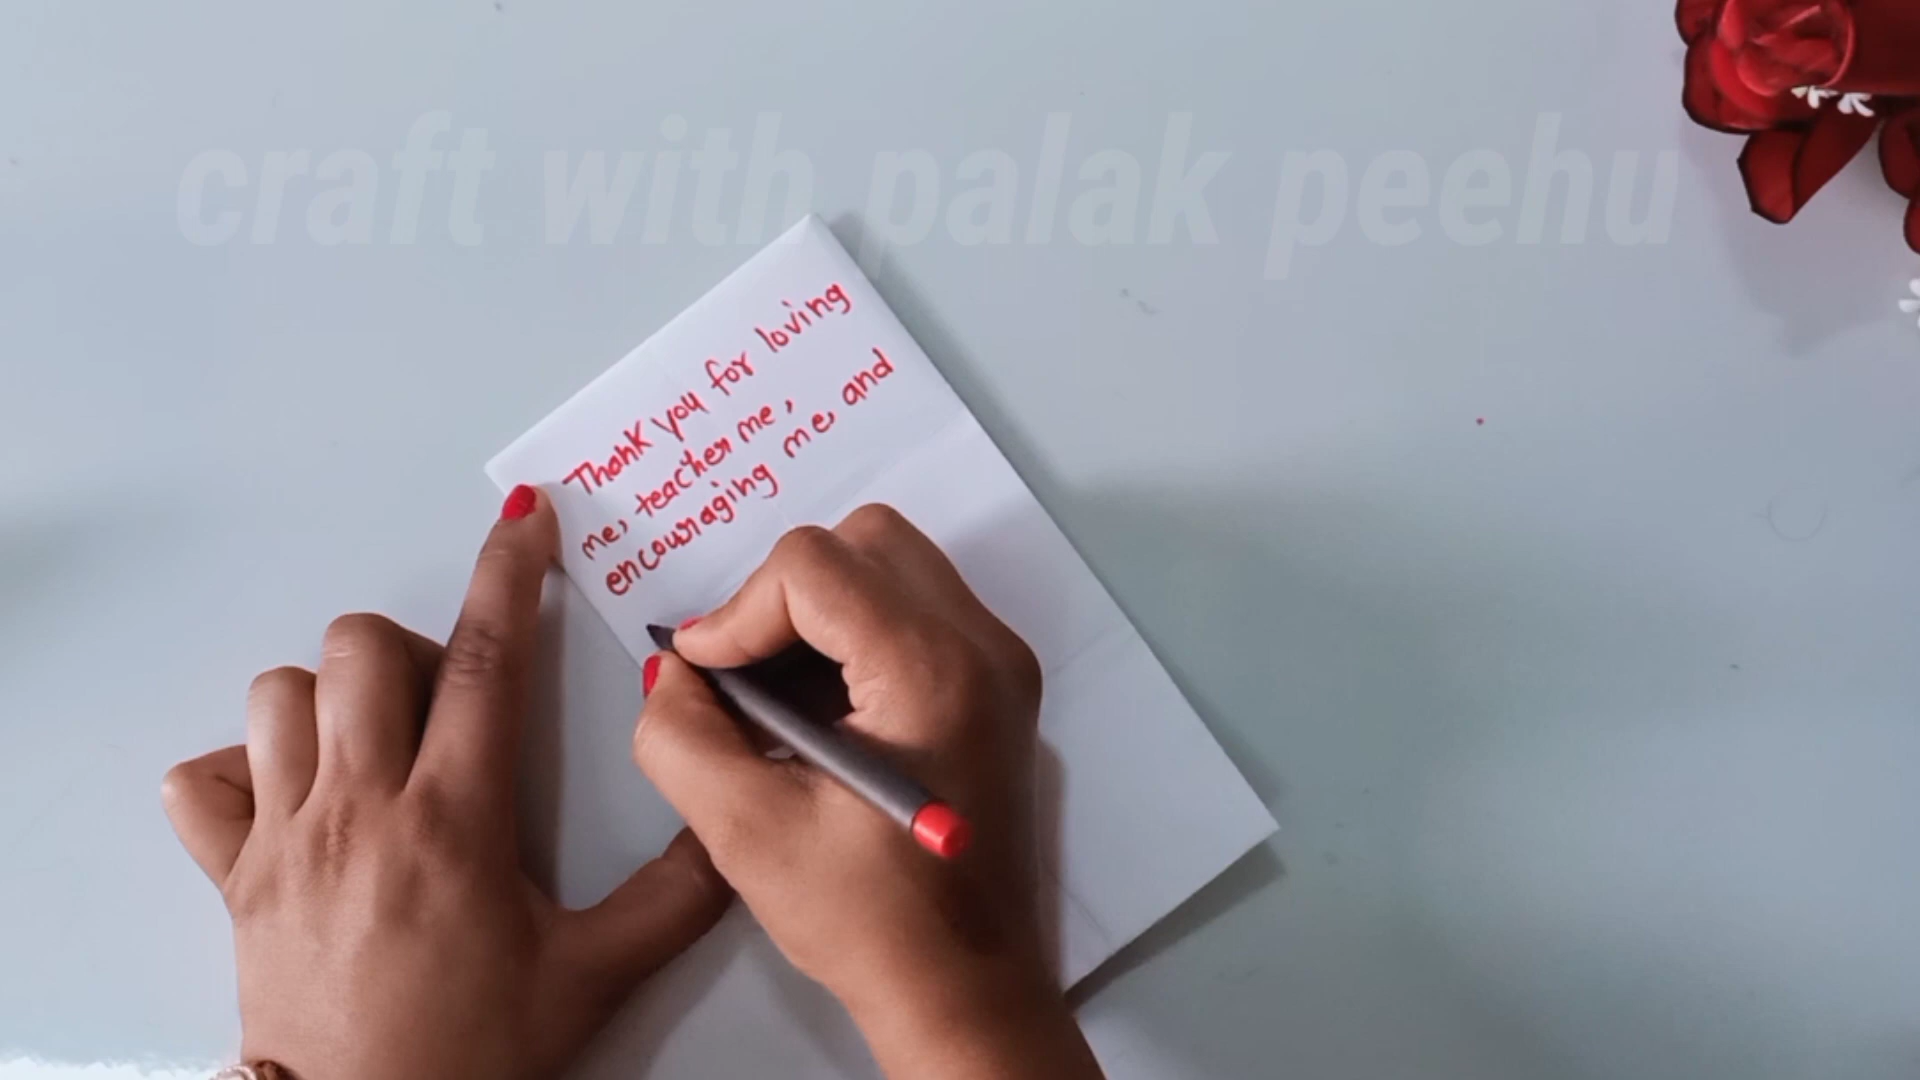 craft with palak peehu
Thank you for loving
me, teacher me,
encouraging me, and